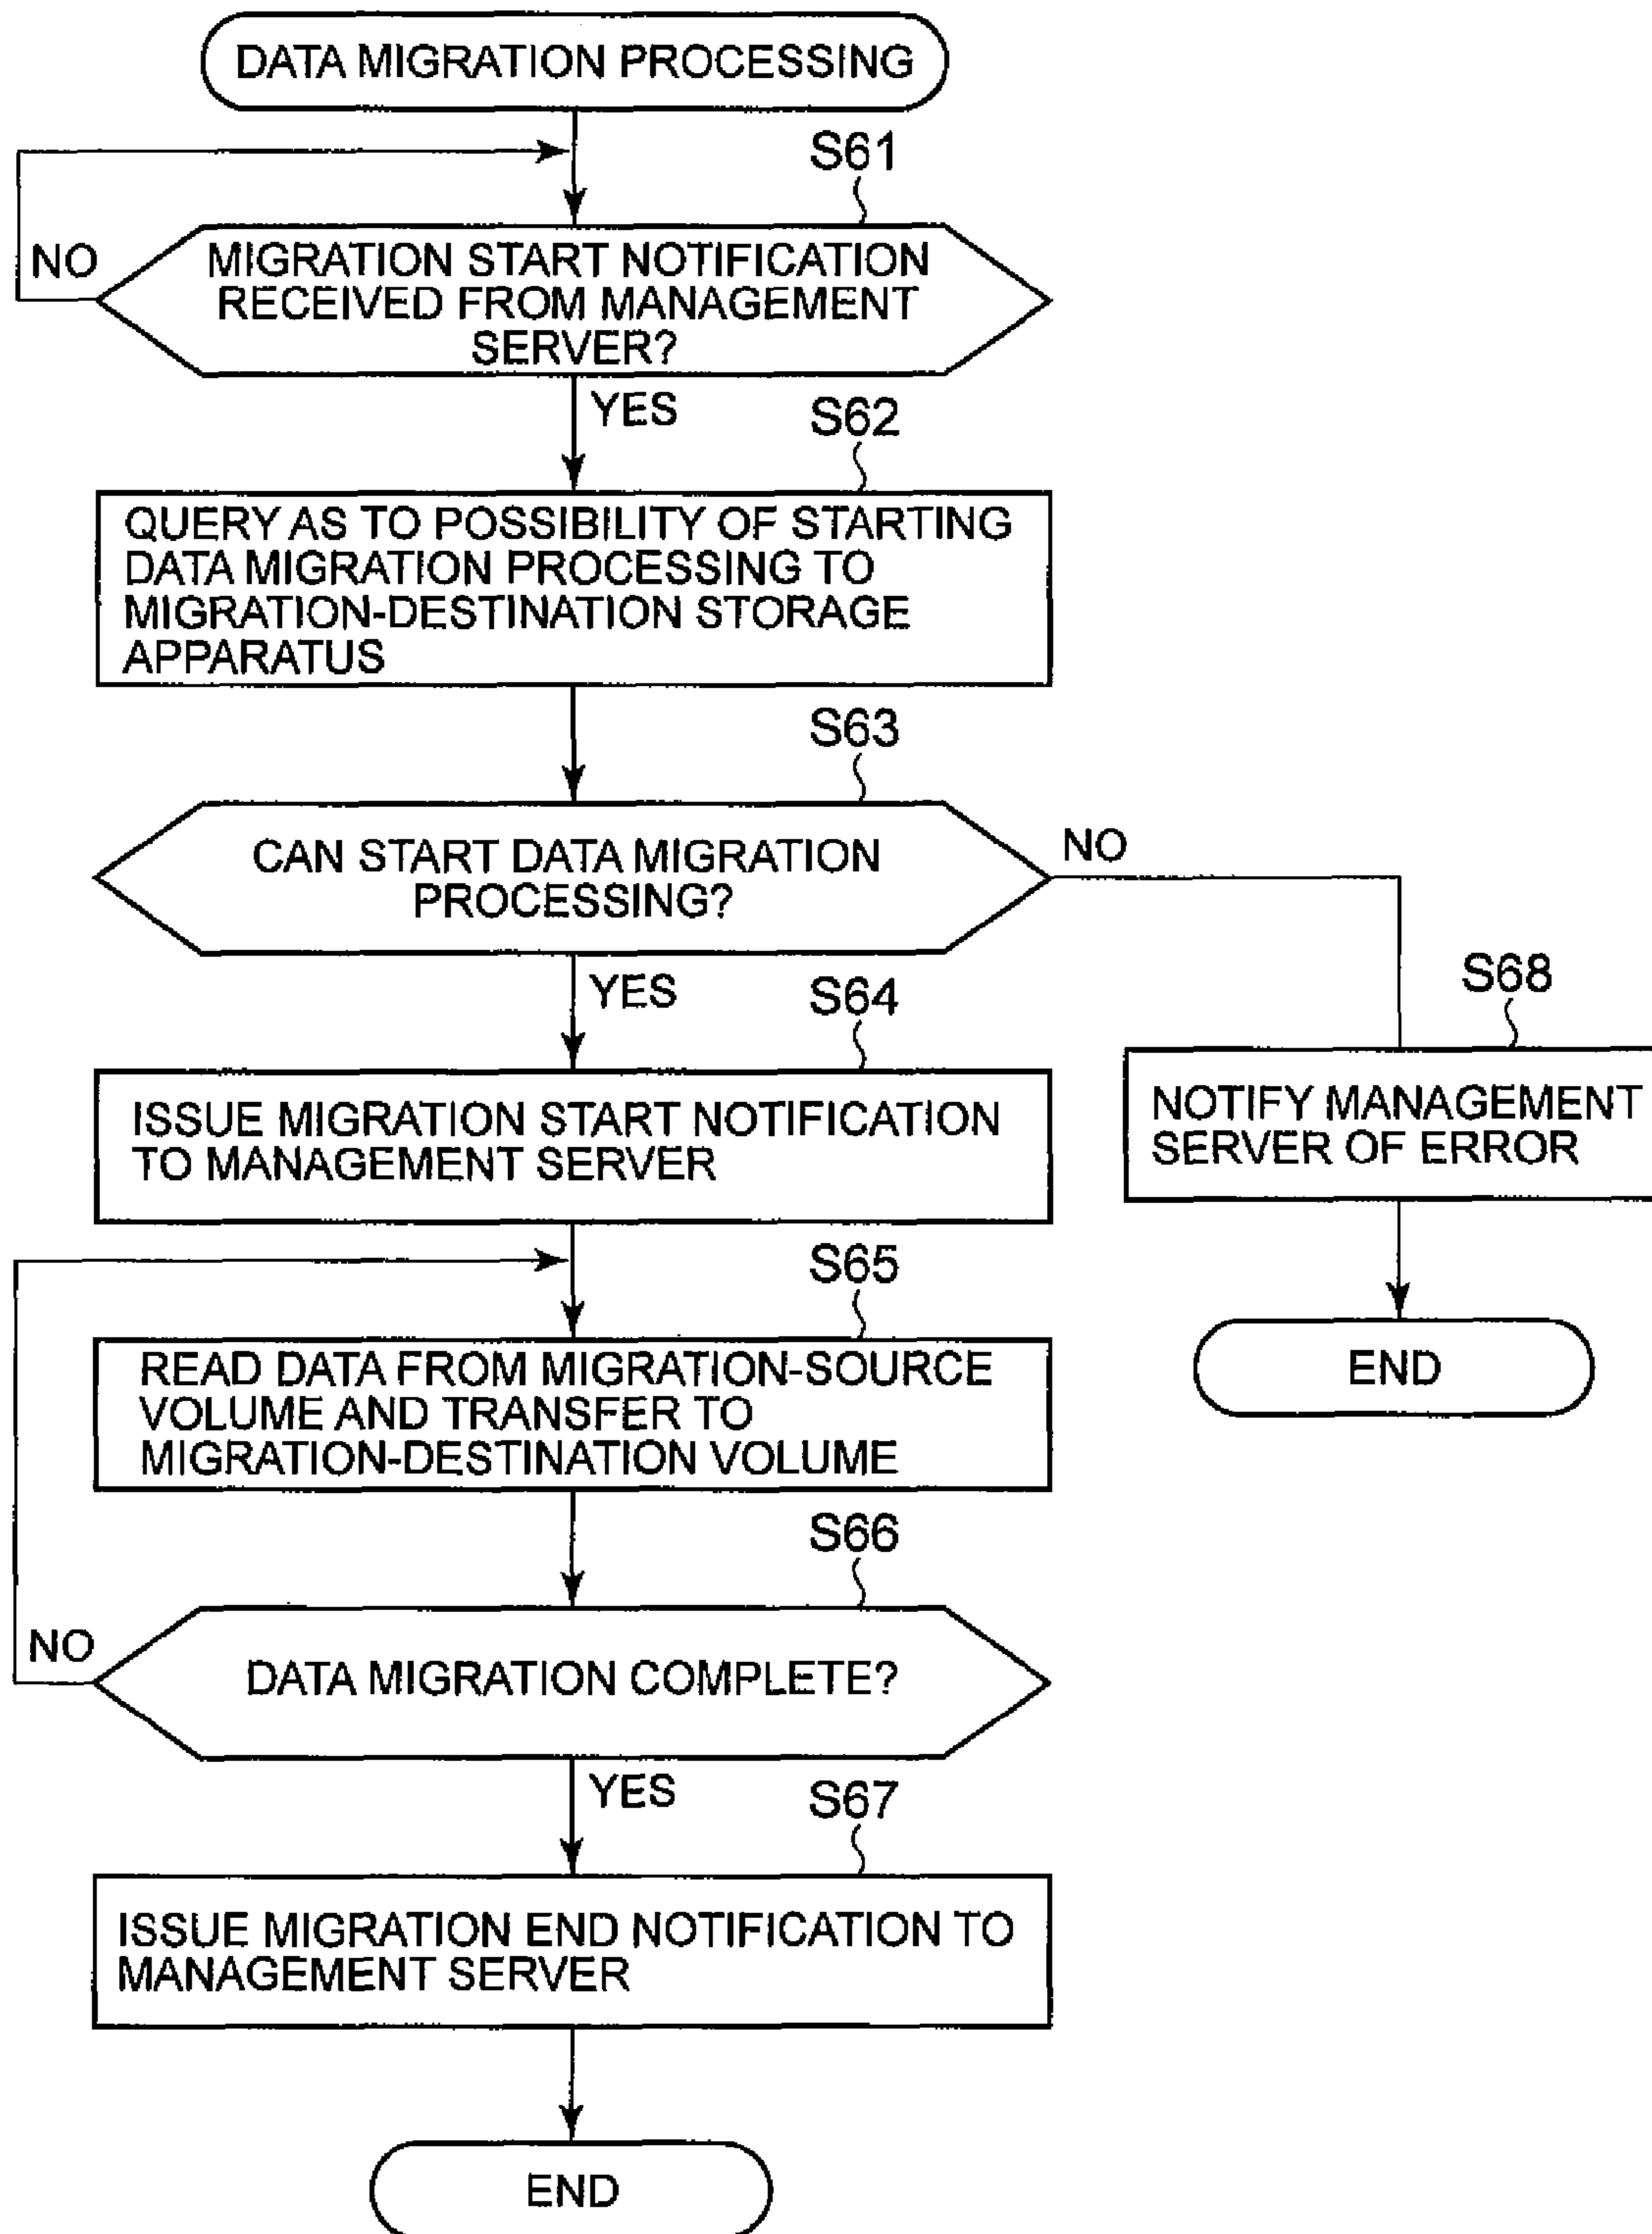 DATA MIGRATION PROCESSING
S61
NO
MIGRATION START NOTIFICATION
RECEIVED FROM MANAGEMENT
SERVER?
YES
S62
QUERY AS TO POSSIBILITY OF STARTING
DATA MIGRATION PROCESSING TO
MIGRATION-DESTINATION STORAGE
APPARATUS
S63
CAN START DATA MIGRATION
PROCESSING?
NO
YES
S64
S68
ISSUE MIGRATION START NOTIFICATION
TO MANAGEMENT SERVER
NOTIFY MANAGEMENT
SERVER OF ERROR
S65
READ DATA FROM MIGRATION-SOURCE
VOLUME AND TRANSFER TO
MIGRATION-DESTINATION VOLUME
END
S66
NO
DATA MIGRATION COMPLETE?
YES
S67
ISSUE MIGRATION END NOTIFICATION TO
MANAGEMENT SERVER
END